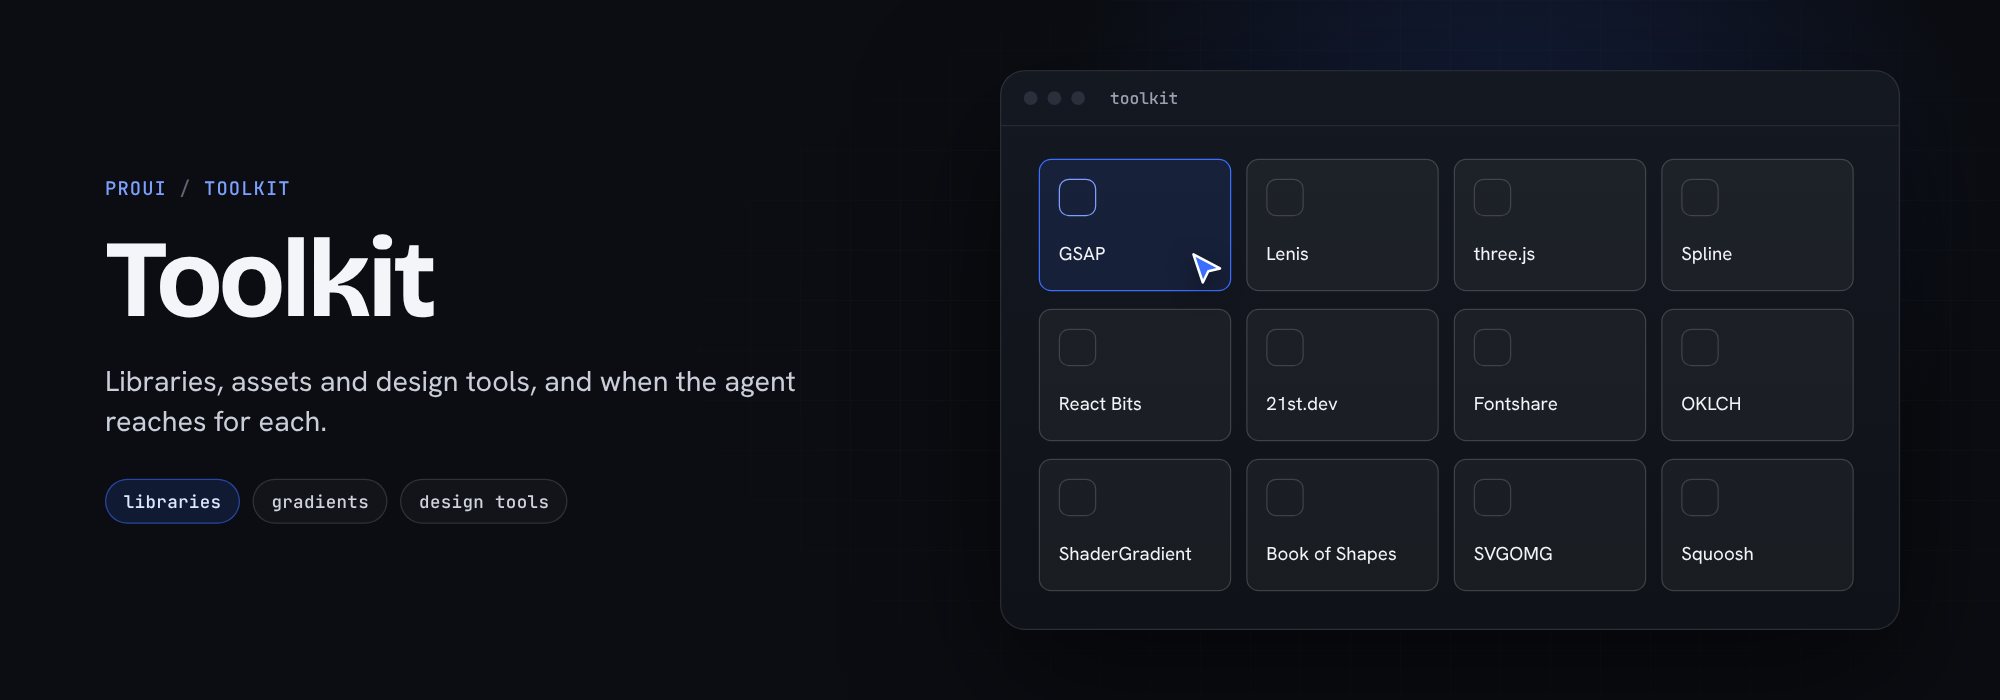 PROUI / TOOLKIT
Toolkit
Libraries, assets and design tools, and when the agent
reaches for each.
libraries
gradients
design tools
toolkit
GSAP
Lenis
three.js
Spline
React Bits
21st.dev
Fontshare
OKLCH
ShaderGradient
Book of Shapes
SVGOMG
Squoosh